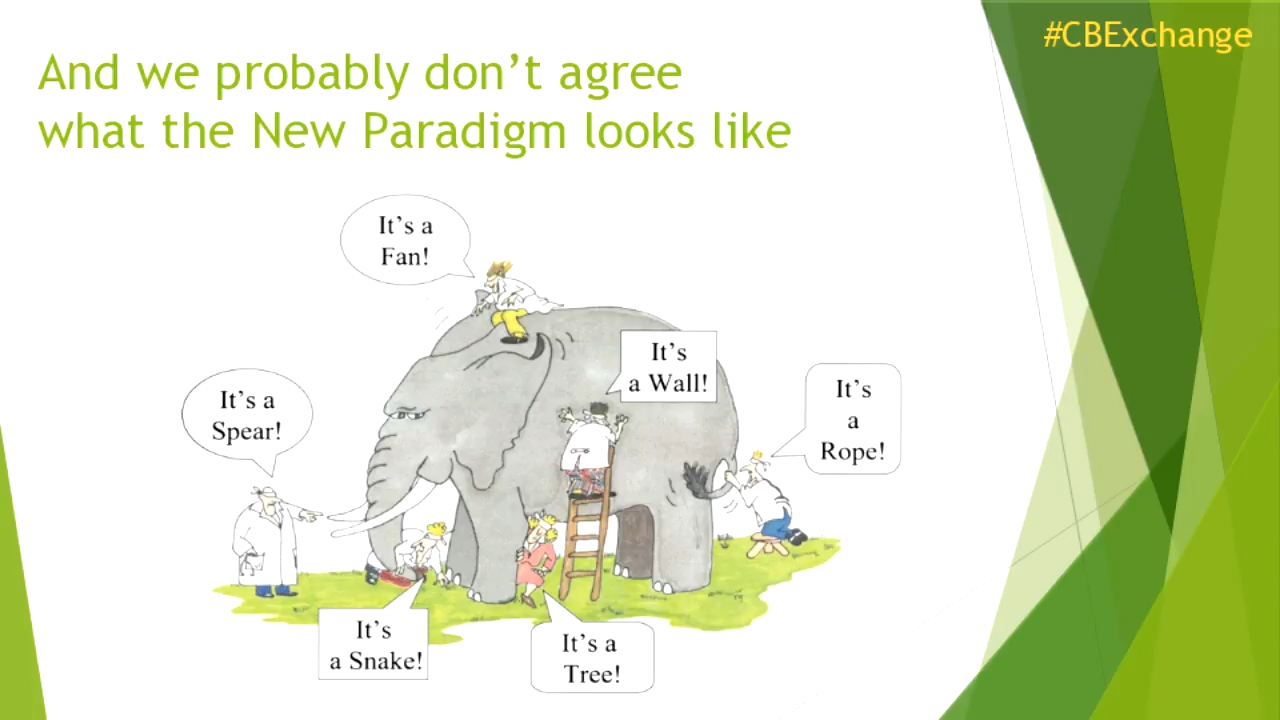 #CBExchange
And we probably don’t agree
what the New Paradigm looks like
It’s a
Fan!
It’s
a Wall!
It’s
a
Rope!
It’s a
Spear!
It’s
a Snake!
It’s a
Tree!